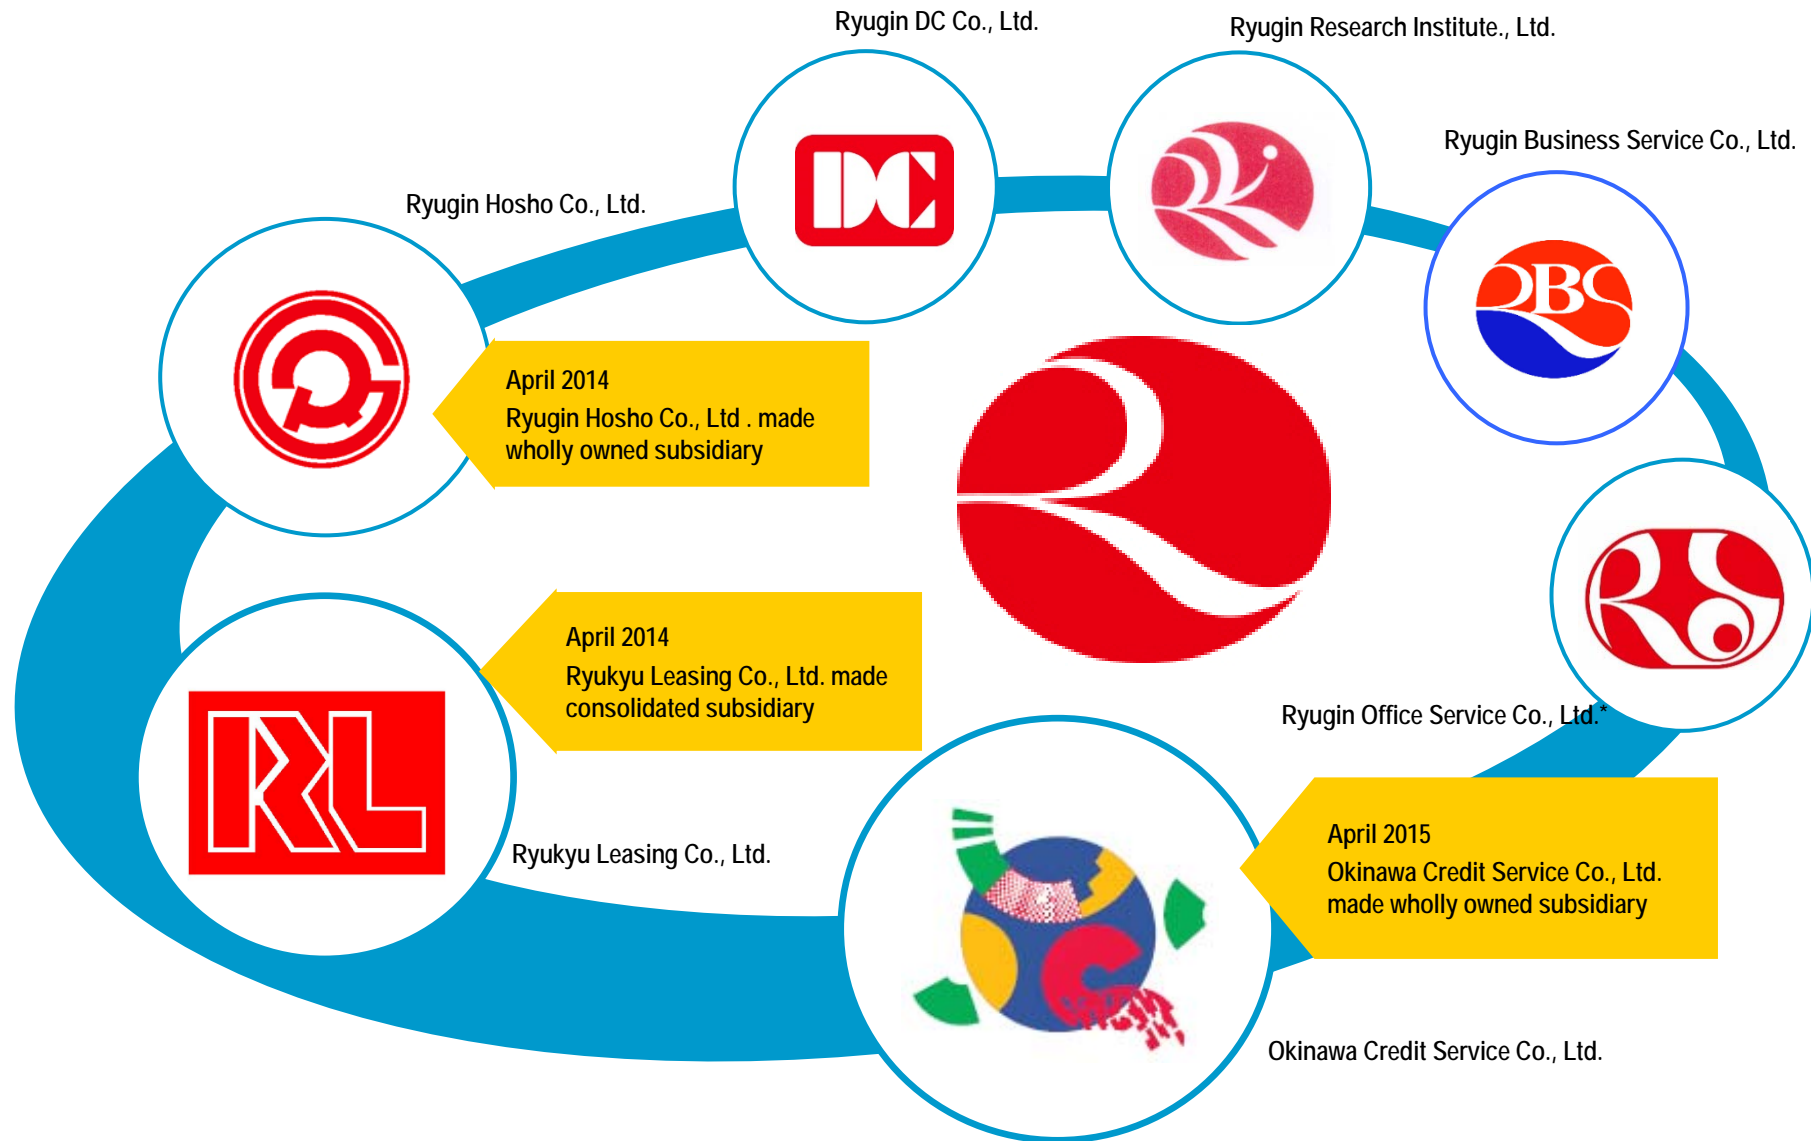 Ryugin DC Co., Ltd.
Ryugin Research Institute., Ltd.
Ryugin Business Service Co., Ltd.
Ryugin Hosho Co., Ltd.
DC
RBS
April 2014
Ryugin Hosho Co., Ltd . made
wholly owned subsidiary
April 2014
Ryukyu Leasing Co., Ltd. made
consolidated subsidiary
RL
Ryugin Office Service Co., Ltd.*
Ryukyu Leasing Co., Ltd.
April 2015
Okinawa Credit Service Co., Ltd.
made wholly owned subsidiary
Okinawa Credit Service Co., Ltd.